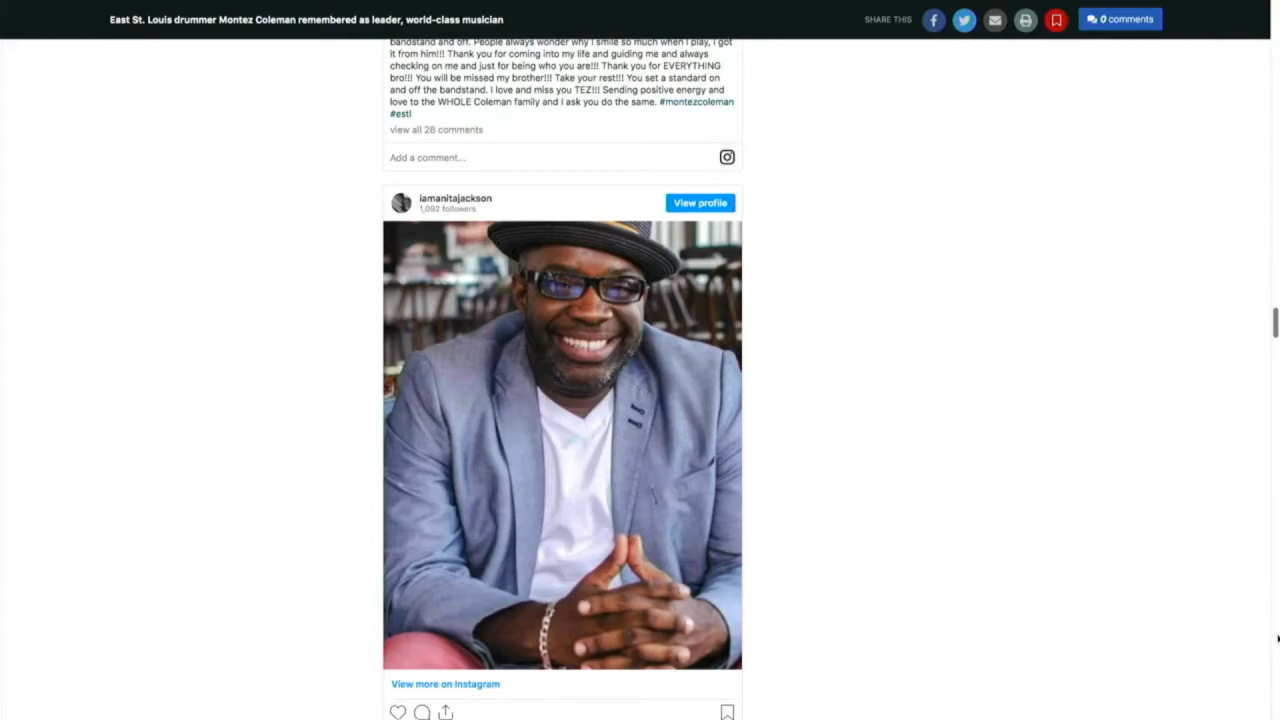 East St. Louis drummer Montez Coleman remembered as leader, world-class musician
SHARE THIS
0 comments
bandstand and off. People always wonder why I smile so much when I play, I got
it from him!!! Thank you for coming into my life and guiding me and always
checking on me and just for being who you are!!! Thank you for EVERYTHING
bro!!! You will be missed my brother!!! Take your rest!!! You set a standard on
and off the bandstand. I love and miss you TEZ!!! Sending positive energy and
love to the WHOLE Coleman family and I ask you do the same. #montezcoleman
#estl
view all 28 comments
Add a comment...
iamanitajackson
1,092 followers
View profile
View more on Instagram